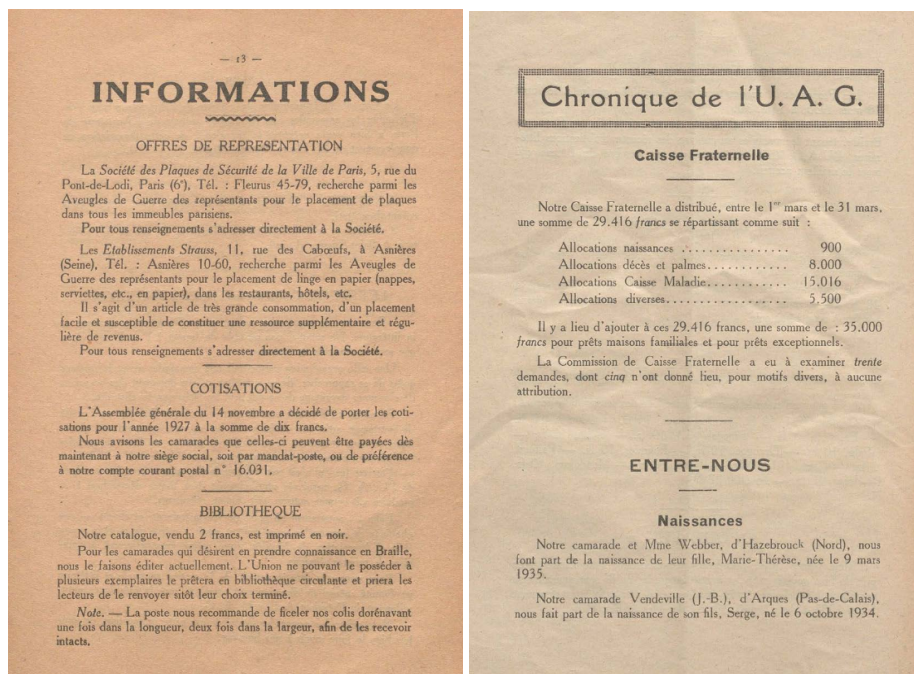 — 13 —
INFORMATIONS
OFFRES DE REPRESENTATION
La Société des Plaques de Sécurité de la Ville de Paris, 5, rue du
Pont-de-Lodi, Paris (6ᵉ), Tél. : Fleurus 45-79, recherche parmi les
Aveugles de Guerre des représentants pour le placement de plaques
dans tous les immeubles parisiens.
Pour tous renseignements s'adresser directement à la Société.
Les Etablissements Strauss, 11, rue des Cabœufs, à Asnières
(Seine), Tél. : Asnières 10-60, recherche parmi les Aveugles de
Guerre des représentants pour le placement de linge en papier (nappes,
serviettes, etc., en papier), dans les restaurants, hôtels, etc.
Il s'agit d'un article de très grande consommation, d'un placement
facile et susceptible de constituer une ressource supplémentaire et régu-
lière de revenus.
Pour tous renseignements s'adresser directement à la Société.
COTISATIONS
L'Assemblée générale du 14 novembre a décidé de porter les coti-
sations pour l'année 1927 à la somme de dix francs.
Nous avisons les camarades que celles-ci peuvent être payées dès
maintenant à notre siège social, soit par mandat-poste, ou de préférence
à notre compte courant postal n° 16.031.
BIBLIOTHEQUE
Notre catalogue, vendu 2 francs, est imprimé en noir.
Pour les camarades qui désirent en prendre connaissance en Braille,
nous le faisons éditer actuellement. L'Union ne pouvant le posséder à
plusieurs exemplaires le prêtera en bibliothèque circulante et priera les
lecteurs de le renvoyer sitôt leur choix terminé.
Note. — La poste nous recommande de ficeler nos colis dorénavant
une fois dans la longueur, deux fois dans la largeur, afin de les recevoir
intacts.
Chronique de l'U. A. G.
Caisse Fraternelle
Notre Caisse Fraternelle a distribué, entre le 1ᵉʳ mars et le 31 mars,
une somme de 29.416 francs se répartissant comme suit :
Allocations naissances ................ 900
Allocations décès et palmes............ 8.000
Allocations Caisse Maladie............ 15.016
Allocations diverses.................. 5,500
Il y a lieu d'ajouter à ces 29.416 francs, une somme de : 35.000
francs pour prêts maisons familiales et pour prêts exceptionnels.
La Commission de Caisse Fraternelle a eu à examiner trente
demandes, dont cinq n'ont donné lieu, pour motifs divers, à aucune
attribution.
ENTRE-NOUS
Naissances
Notre camarade et Mme Webber, d'Hazebrouck (Nord), nous
font part de la naissance de leur fille, Marie-Thérèse, née le 9 mars
1935.
Notre camarade Vendeville (J.-B.), d'Arques (Pas-de-Calais),
nous fait part de la naissance de son fils, Serge, né le 6 octobre 1934.